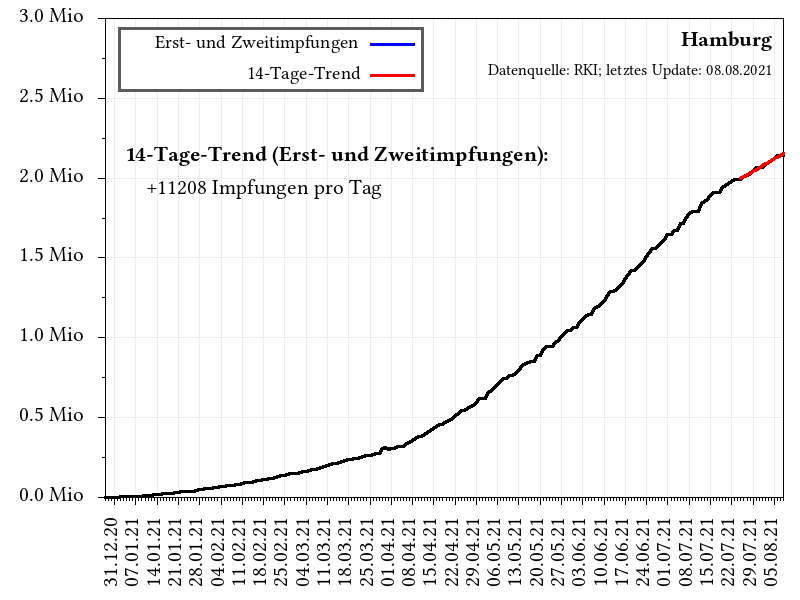 3.0 Mio
2.5 Mio
2.0 Mio
1.5 Mio
1.0 Mio
0.5 Mio
0.0 Mio
Erst- und Zweitimpfungen
14-Tage-Trend
Hamburg
Datenquelle: RKI; letztes Update: 08.08.2021
14-Tage-Trend (Erst- und Zweitimpfungen):
+11208 Impfungen pro Tag
31.12.20
07.01.21
14.01.21
21.01.21
28.01.21
04.02.21
11.02.21
18.02.21
25.02.21
04.03.21
11.03.21
18.03.21
25.03.21
01.04.21
08.04.21
15.04.21
22.04.21
29.04.21
06.05.21
13.05.21
20.05.21
27.05.21
03.06.21
10.06.21
17.06.21
24.06.21
01.07.21
08.07.21
15.07.21
22.07.21
29.07.21
05.08.21